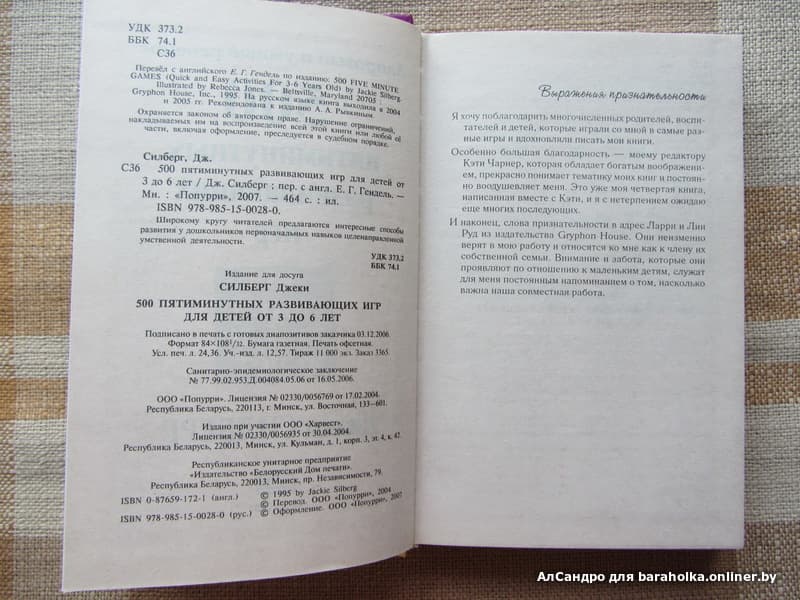 УДК 373.2
ББК 74.1
С36
Перевёл с английского Е. Г. Гендель по изданию: 500 FIVE MINUTE
GAMES (Quick and Easy Activities For 3-6 Years Old) by Jackie Silberg.
Illustrated by Rebecca Jones. — Beltville, Maryland 20705 :
Gryphon House, Inc., 1995. На русском языке книга выходила в 2004
и 2005 гг. Рекомендована к изданию А. А. Рывкиным.
Охраняется законом об авторском праве. Нарушение ограничений,
накладываемых им на воспроизведение всей этой книги или любой её
части, включая оформление, преследуется в судебном порядке.
Силберг, Дж.
С36 500 пятиминутных развивающих игр для детей от
3 до 6 лет / Дж. Силберг ; пер. с англ. Е. Г. Гендель. —
Мн. : «Попурри», 2007. — 464 с. : ил.
ISBN 978-985-15-0028-0.
Широкому кругу читателей предлагаются интересные способы
развития у дошкольников первоначальных навыков целенаправленной
умственной деятельности.
УДК 373.2
ББК 74.1
Издание для досуга
СИЛБЕРГ Джеки
500 ПЯТИМИНУТНЫХ РАЗВИВАЮЩИХ ИГР
ДЛЯ ДЕТЕЙ ОТ 3 ДО 6 ЛЕТ
Подписано в печать с готовых диапозитивов заказчика 03.12.2006.
Формат 84×108 1/32. Бумага газетная. Печать офсетная.
Усл. печ. л. 24,36. Уч.-изд. л. 12,57. Тираж 11 000 экз. Заказ 3365.
Санитарно-эпидемиологическое заключение
№ 77.99.02.953.Д.004084.05.06 от 16.05.2006.
ООО «Попурри». Лицензия № 02330/0056769 от 17.02.2004.
Республика Беларусь, 220113, г. Минск, ул. Восточная, 133—601.
Издано при участии ООО «Харвест».
Лицензия № 02330/0056935 от 30.04.2004.
Республика Беларусь, 220013, Минск, ул. Кульман, д. 1, корп. 3, эт. 4, к. 42.
Республиканское унитарное предприятие
«Издательство «Белорусский Дом печати».
Республика Беларусь, 220013, Минск, пр. Независимости, 79.
ISBN 0-87659-172-1 (англ.) © 1995 by Jackie Silberg
© Перевод. ООО «Попурри», 2004
ISBN 978-985-15-0028-0 (рус.) © Оформление. ООО «Попурри», 2007
Выражения признательности
Я хочу поблагодарить многочисленных родителей, воспи-
тателей и детей, которые играли со мной в самые раз-
ные игры и вдохновляли писать мои книги.
Особенно большая благодарность — моему редактору
Кэти Чарнер, которая обладает богатым воображени-
ем, прекрасно понимает тематику моих книг и постоян-
но воодушевляет меня. Это уже моя четвертая книга,
написанная вместе с Кэти, и я с нетерпением ожидаю
еще многих последующих.
И наконец, слова признательности в адрес Ларри и Лии
Руд из издательства Gryphon House. Они неизменно
верят в мою работу и относятся ко мне как к члену их
собственной семьи. Внимание и забота, которые они
проявляют по отношению к маленьким детям, служат
для меня постоянным напоминанием о том, насколько
важна наша совместная работа.
АлСандро для baraholka.onliner.by